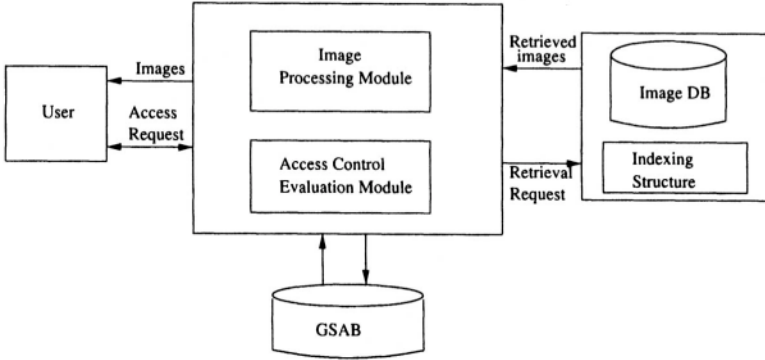 Image
Processing Module
Images
User
Access
Request
Access Control
Evaluation Module
Retrieved
images
Image DB
Retrieval
Request
Indexing
Structure
GSAB